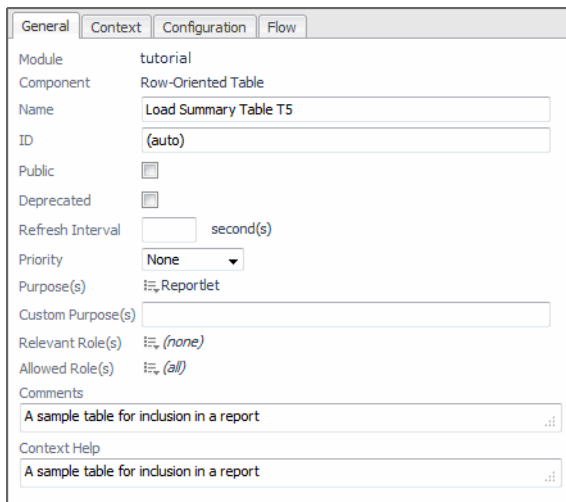 General Context Configuration Flow
Module tutorial
Component Row-Oriented Table
Name Load Summary Table T5
ID (auto)
Public
Deprecated
Refresh Interval second(s)
Priority None
Purpose(s) Reportlet
Custom Purpose(s)
Relevant Role(s) (none)
Allowed Role(s) (all)
Comments
A sample table for inclusion in a report
Context Help
A sample table for inclusion in a report